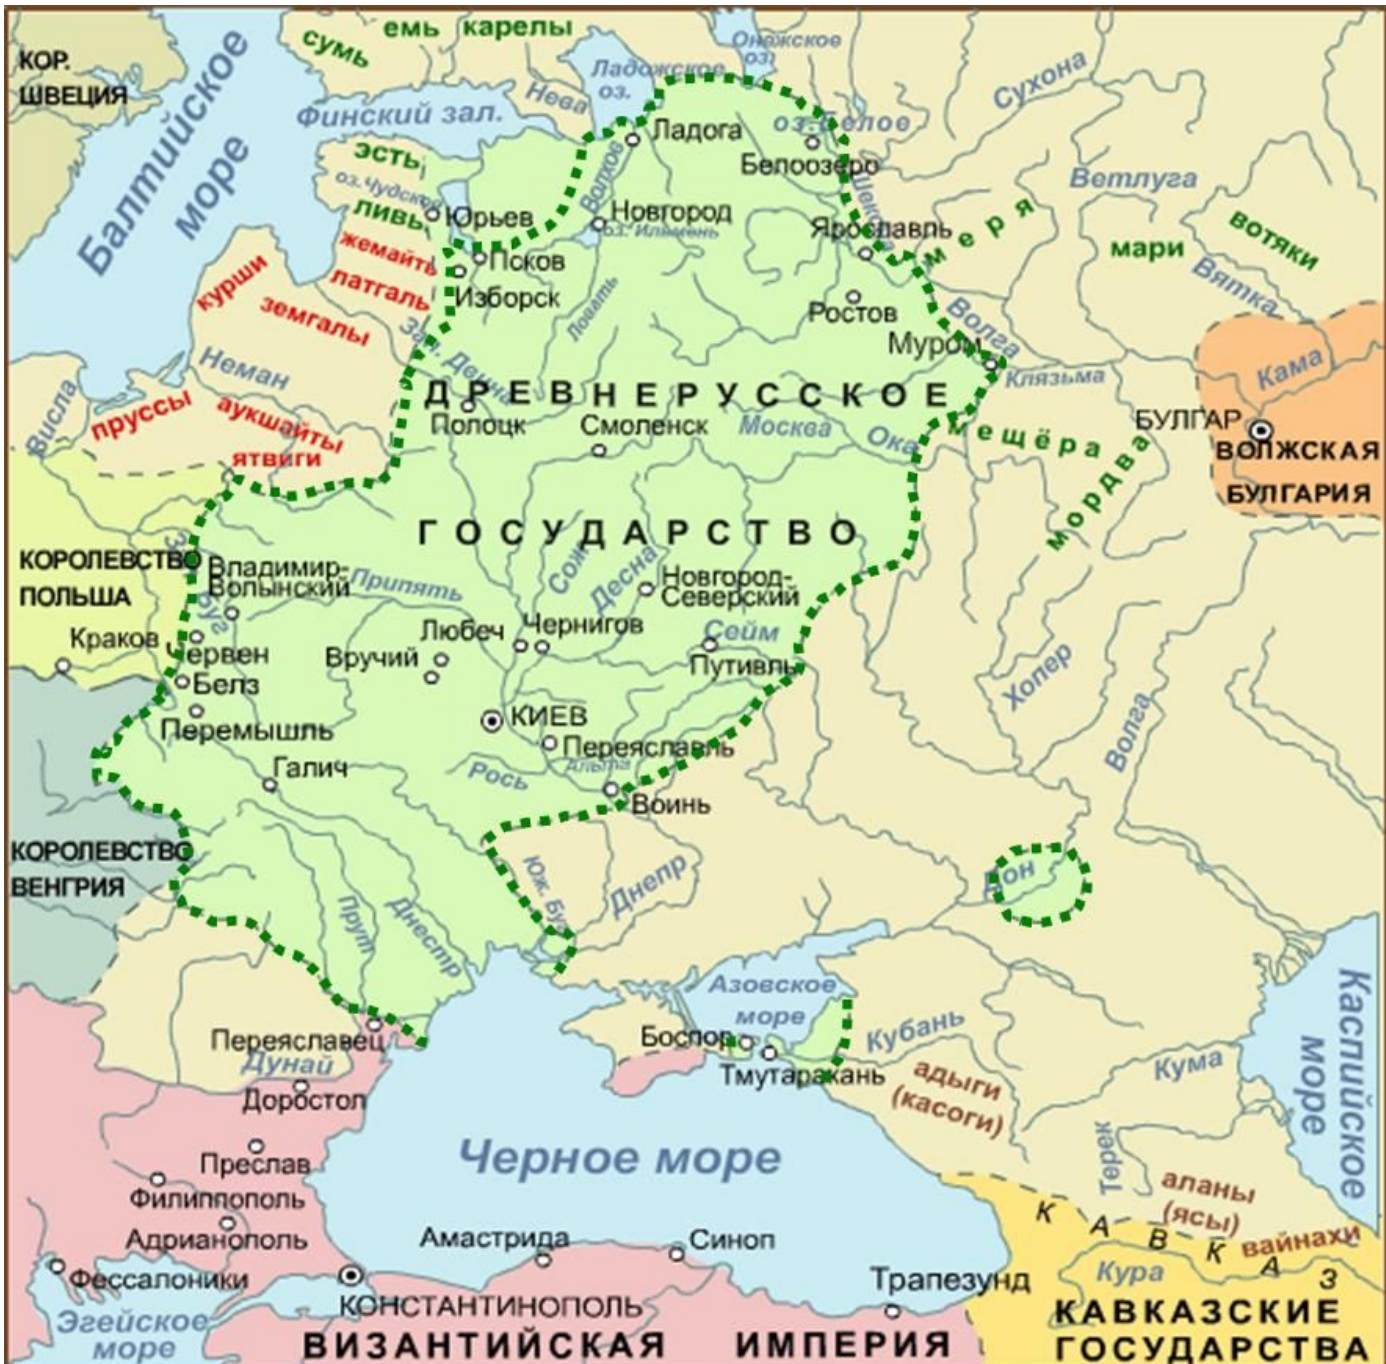 емь карелы
сумь
Онежское
оз.
КОР.
ШВЕЦИЯ
Ладожское
оз.
Сухона
Нева
Балтийское
море
Финский зал.
оз.Белое
Ладога
Белоозеро
эсть
Волхов
оз.Чудское
Ветлуга
ливь
Юрьев
Новгород
оз. Ильмень
Шексна
Ярославль
меря
мари
вотяки
жемайть
Псков
латгаль
Изборск
курши
земгалы
Ловать
Ростов
Волга
Вятка
Муром
Зап. Двина
Неман
Клязьма
Кама
Висла
ДРЕВНЕРУССКОЕ
пруссы
аукшайты
ятвиги
Полоцк
Смоленск
Москва
Ока
мещёра
мордва
БУЛГАР
ВОЛЖСКАЯ
БУЛГАРИЯ
ГОСУДАРСТВО
КОРОЛЕВСТВО
ПОЛЬША
Зап. Буг
Владимир-
Волынский
Припять
Сож
Десна
Новгород-
Северский
Краков
Червен
Любеч
Чернигов
Сейм
Вручий
Путивль
Белз
Хопер
Волга
Перемышль
КИЕВ
Переяславль
Альта
Галич
Рось
Воинь
КОРОЛЕВСТВО
ВЕНГРИЯ
Юж. Буг
Днепр
Дон
Прут
Днестр
Азовское
море
Каспийское
море
Переяславец
Дунай
Боспор
Тмутаракань
Кубань
Кума
адыги
(касоги)
Доростол
Терек
Преслав
Черное море
Филиппополь
аланы
(ясы)
Адрианополь
Амастрида
Синоп
КАВКАЗ
вайнахи
Фессалоники
Кура
Трапезунд
КОНСТАНТИНОПОЛЬ
Эгейское
море
ВИЗАНТИЙСКАЯ ИМПЕРИЯ
КАВКАЗСКИЕ
ГОСУДАРСТВА